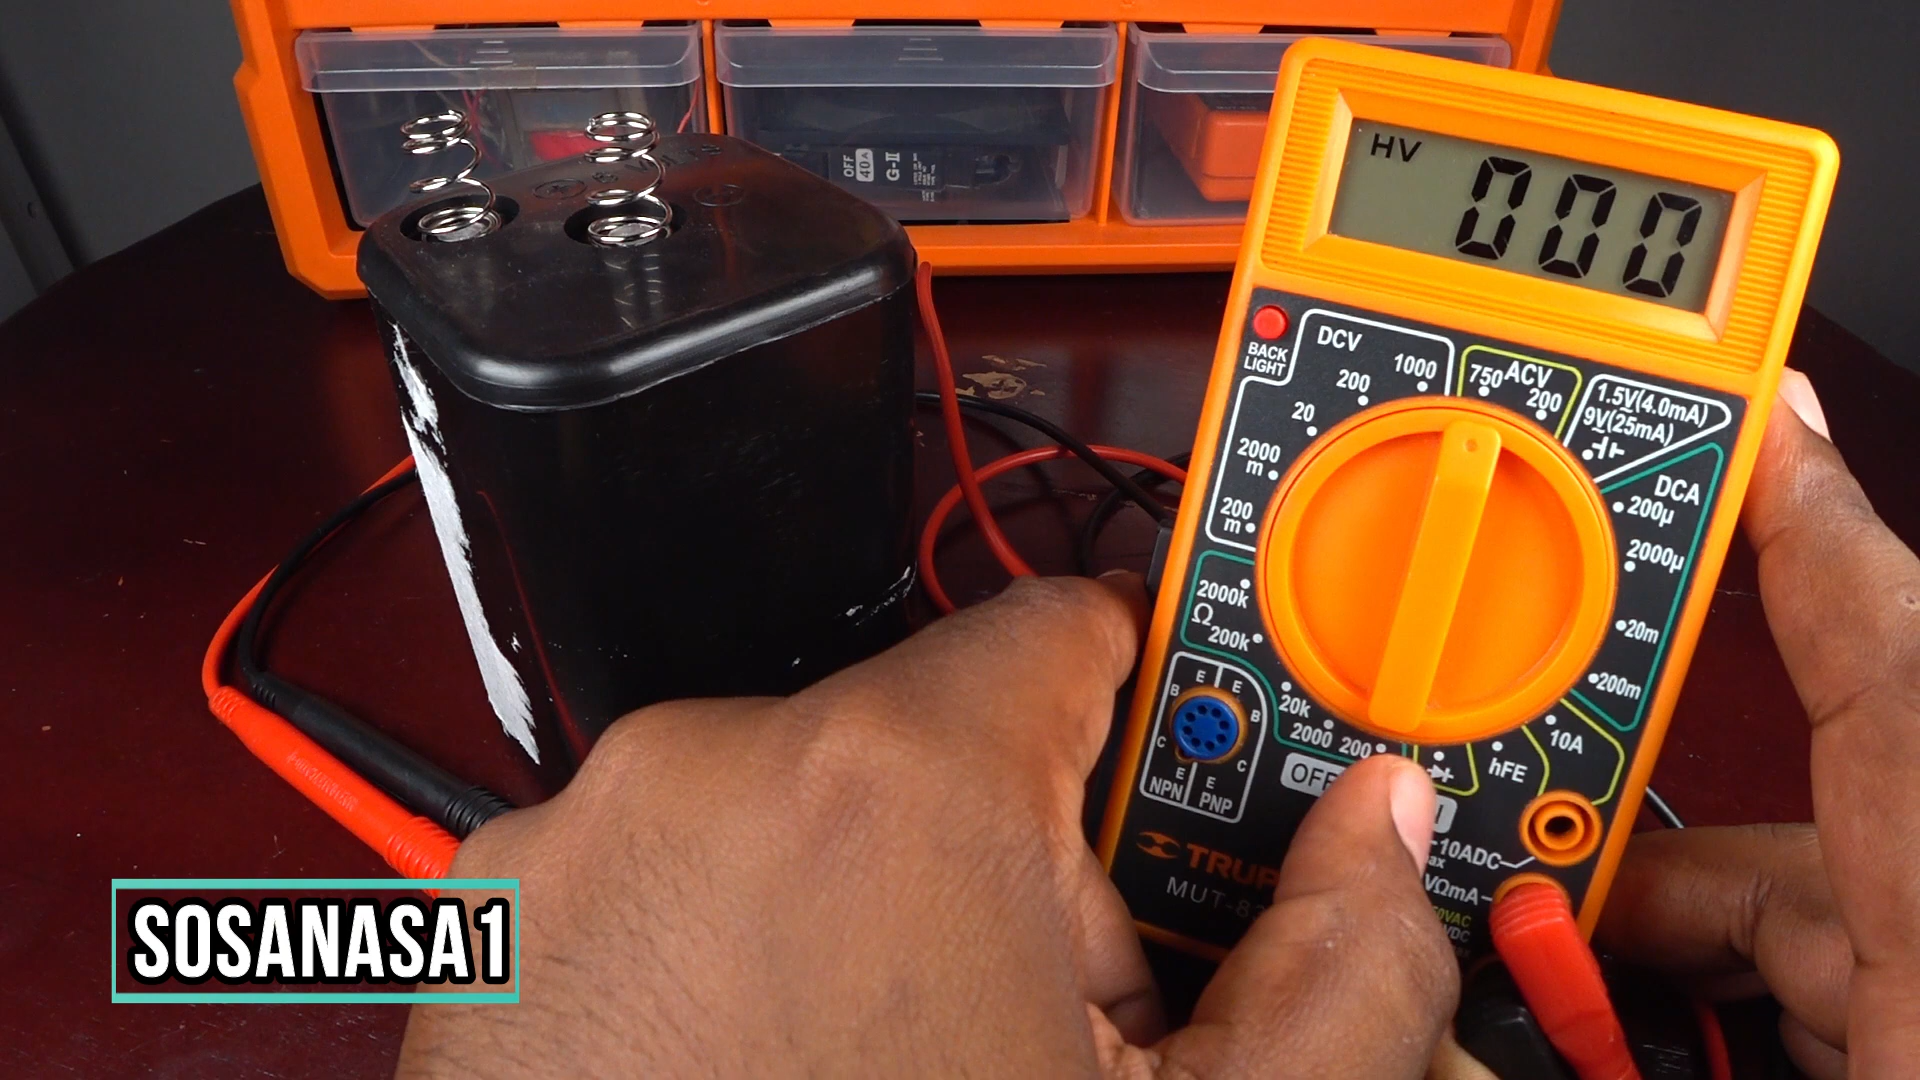 OFF
40A
G-II
HV
000
BACK
LIGHT
DCV
1000
200
20
2000
m
200
m
750
ACV
200
1.5V(4.0mA)
9V(25mA)
DCA
200µ
2000µ
20m
200m
10A
hFE
2000k
Ω
200k
20k
2000
200
OFF
E
E
B
B
C
C
E
E
NPN
PNP
10ADC
VΩmA
TRUP
MUT-8
SOSANASA1